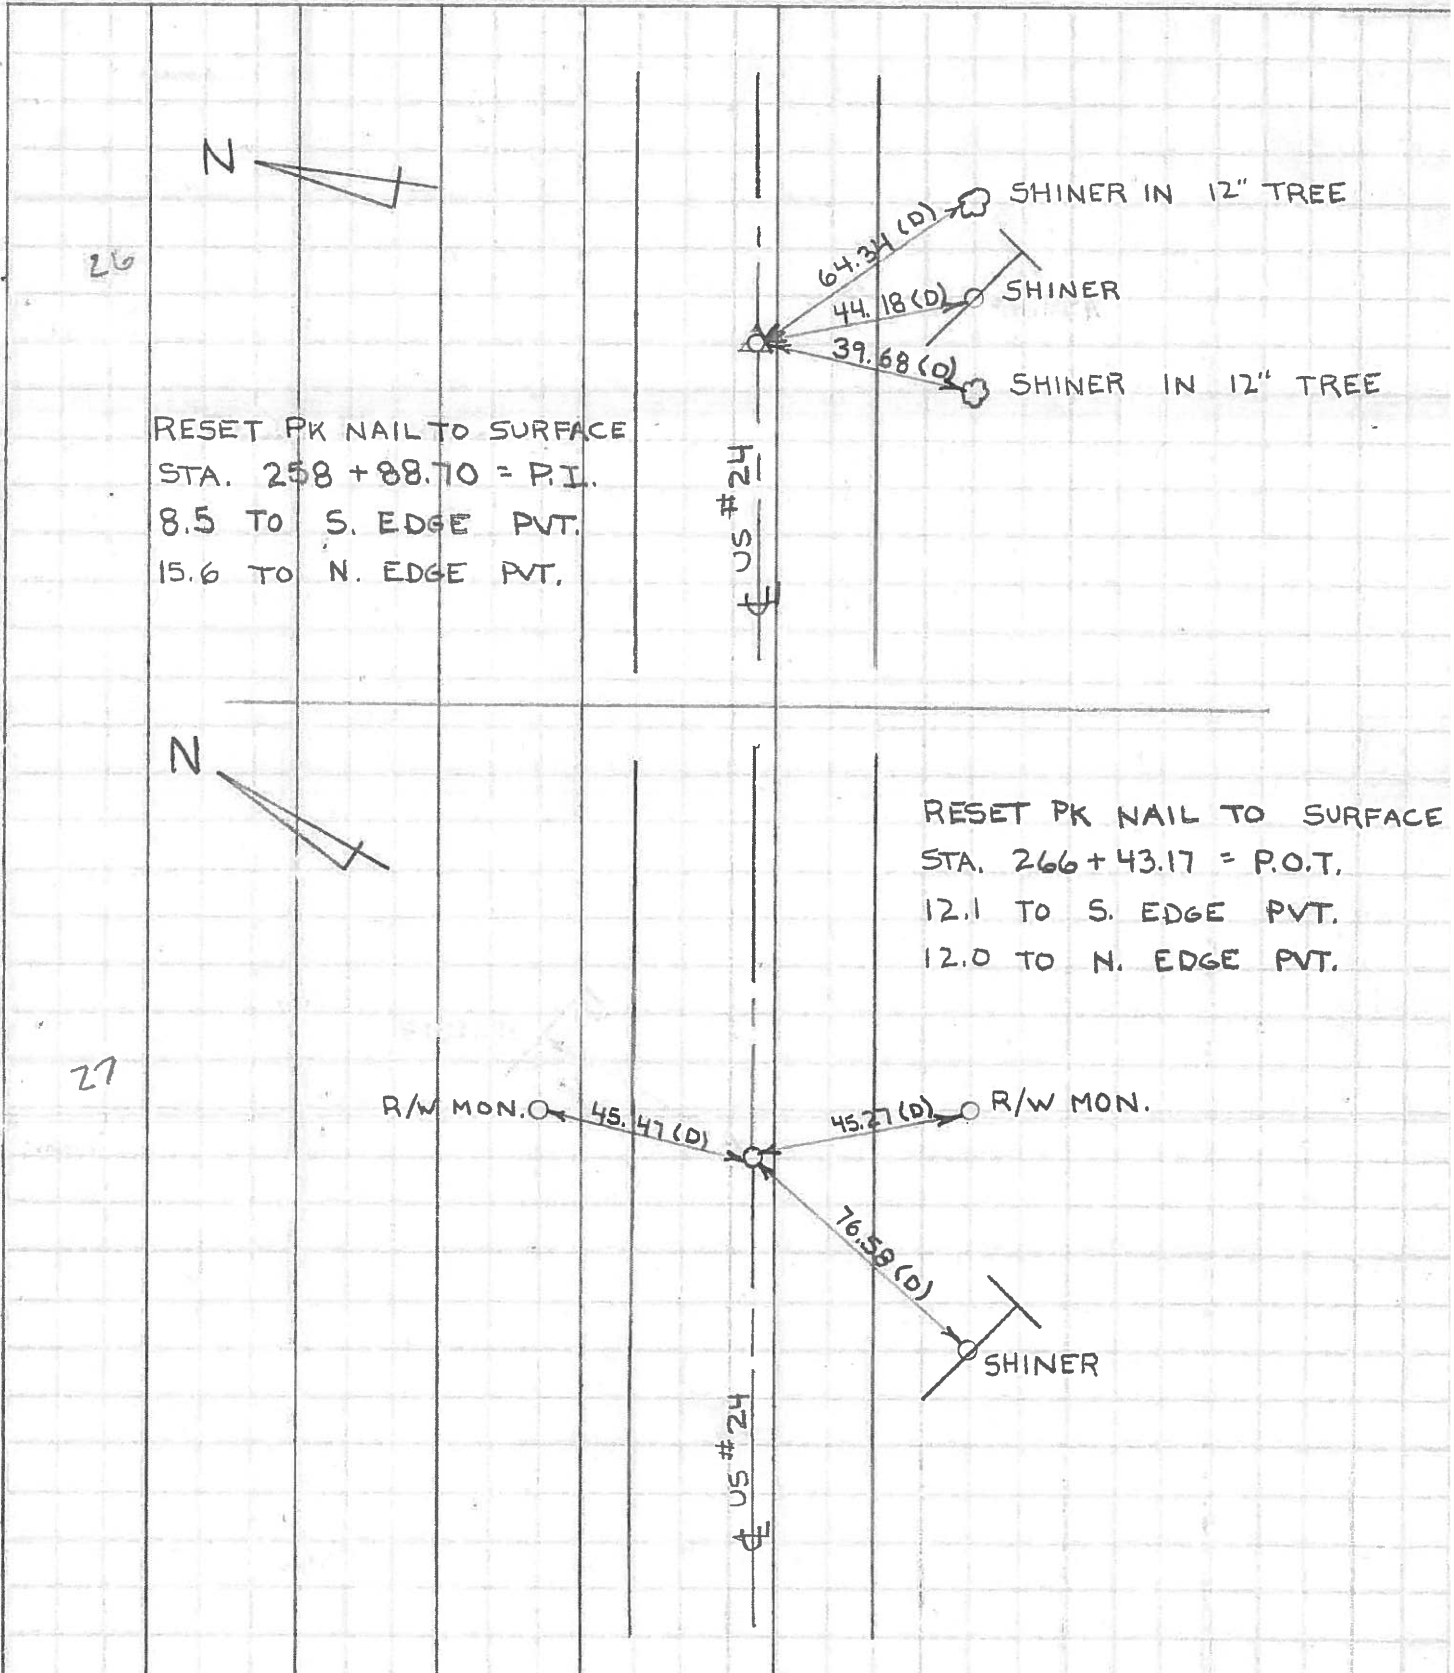 N
26
SHINER IN 12" TREE
64.34 (D)
SHINER
44.18 (D)
39.68 (D)
SHINER IN 12" TREE
RESET PK NAIL TO SURFACE
STA. 258 + 88.70 = P.I.
8.5 TO S. EDGE PVT.
15.6 TO N. EDGE PVT.
℄ US #24
N
RESET PK NAIL TO SURFACE
STA. 266 + 43.17 = P.O.T.
12.1 TO S. EDGE PVT.
12.0 TO N. EDGE PVT.
27
R/W MON.
45.47 (D)
45.27 (D)
R/W MON.
76.58 (D)
SHINER
℄ US #24